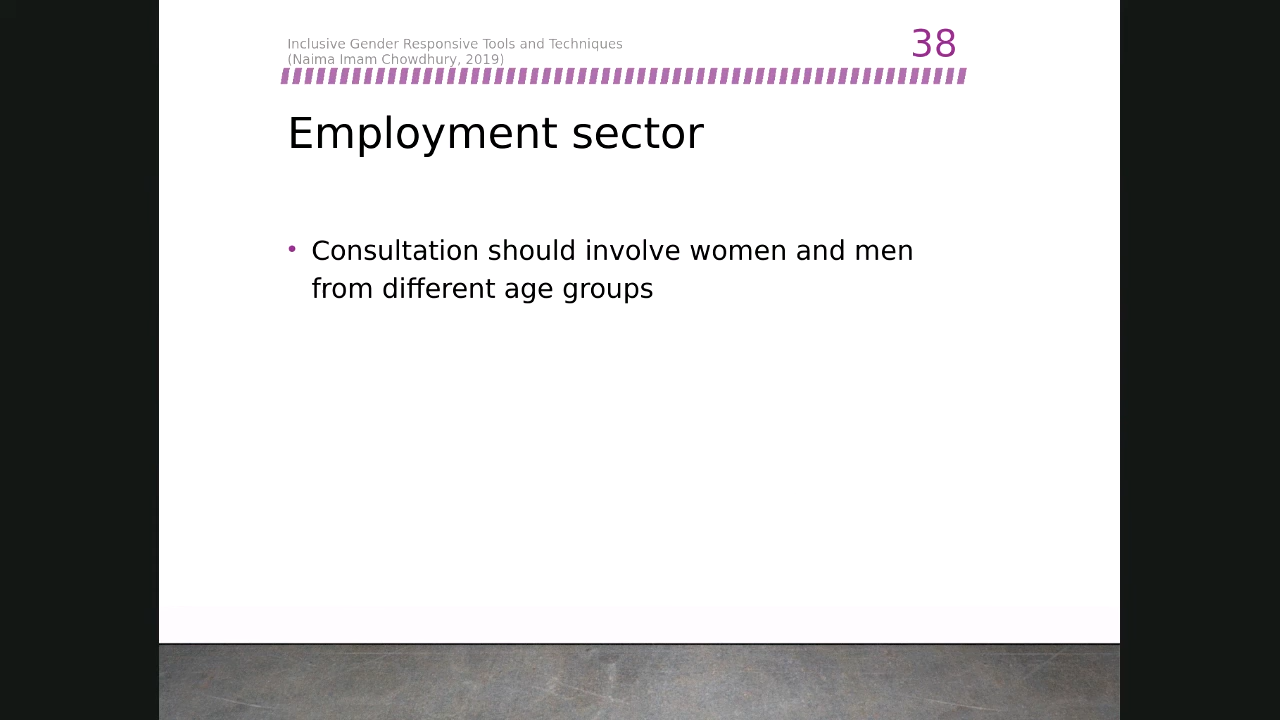 Inclusive Gender Responsive Tools and Techniques
(Naima Imam Chowdhury, 2019)
38
Employment sector
• Consultation should involve women and men
from different age groups